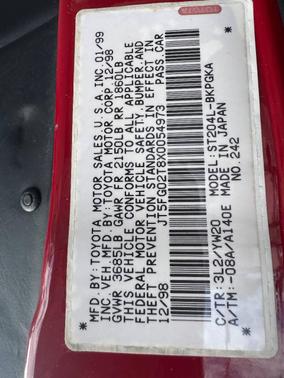 TOYOTA
MFD. BY: TOYOTA MOTOR SALES U.S.A. INC. 01/99
INC. VEH. MFD. BY: TOYOTA MOTOR CORP 12/98
GVWR 3685LB GAWR FR 2150LB RR 1860LB
THIS VEHICLE CONFORMS TO ALL APPLICABLE
FEDERAL MOTOR VEHICLE SAFETY, BUMPER, AND
THEFT PREVENTION STANDARDS IN EFFECT ON
12/98 JT5FG02T8X0054973 PASS.CAR
C/TR: 3L2/YW20 MODEL: ST204L-BKPGKA
A/TM: -08A/A140E MADE IN JAPAN
NO. 242